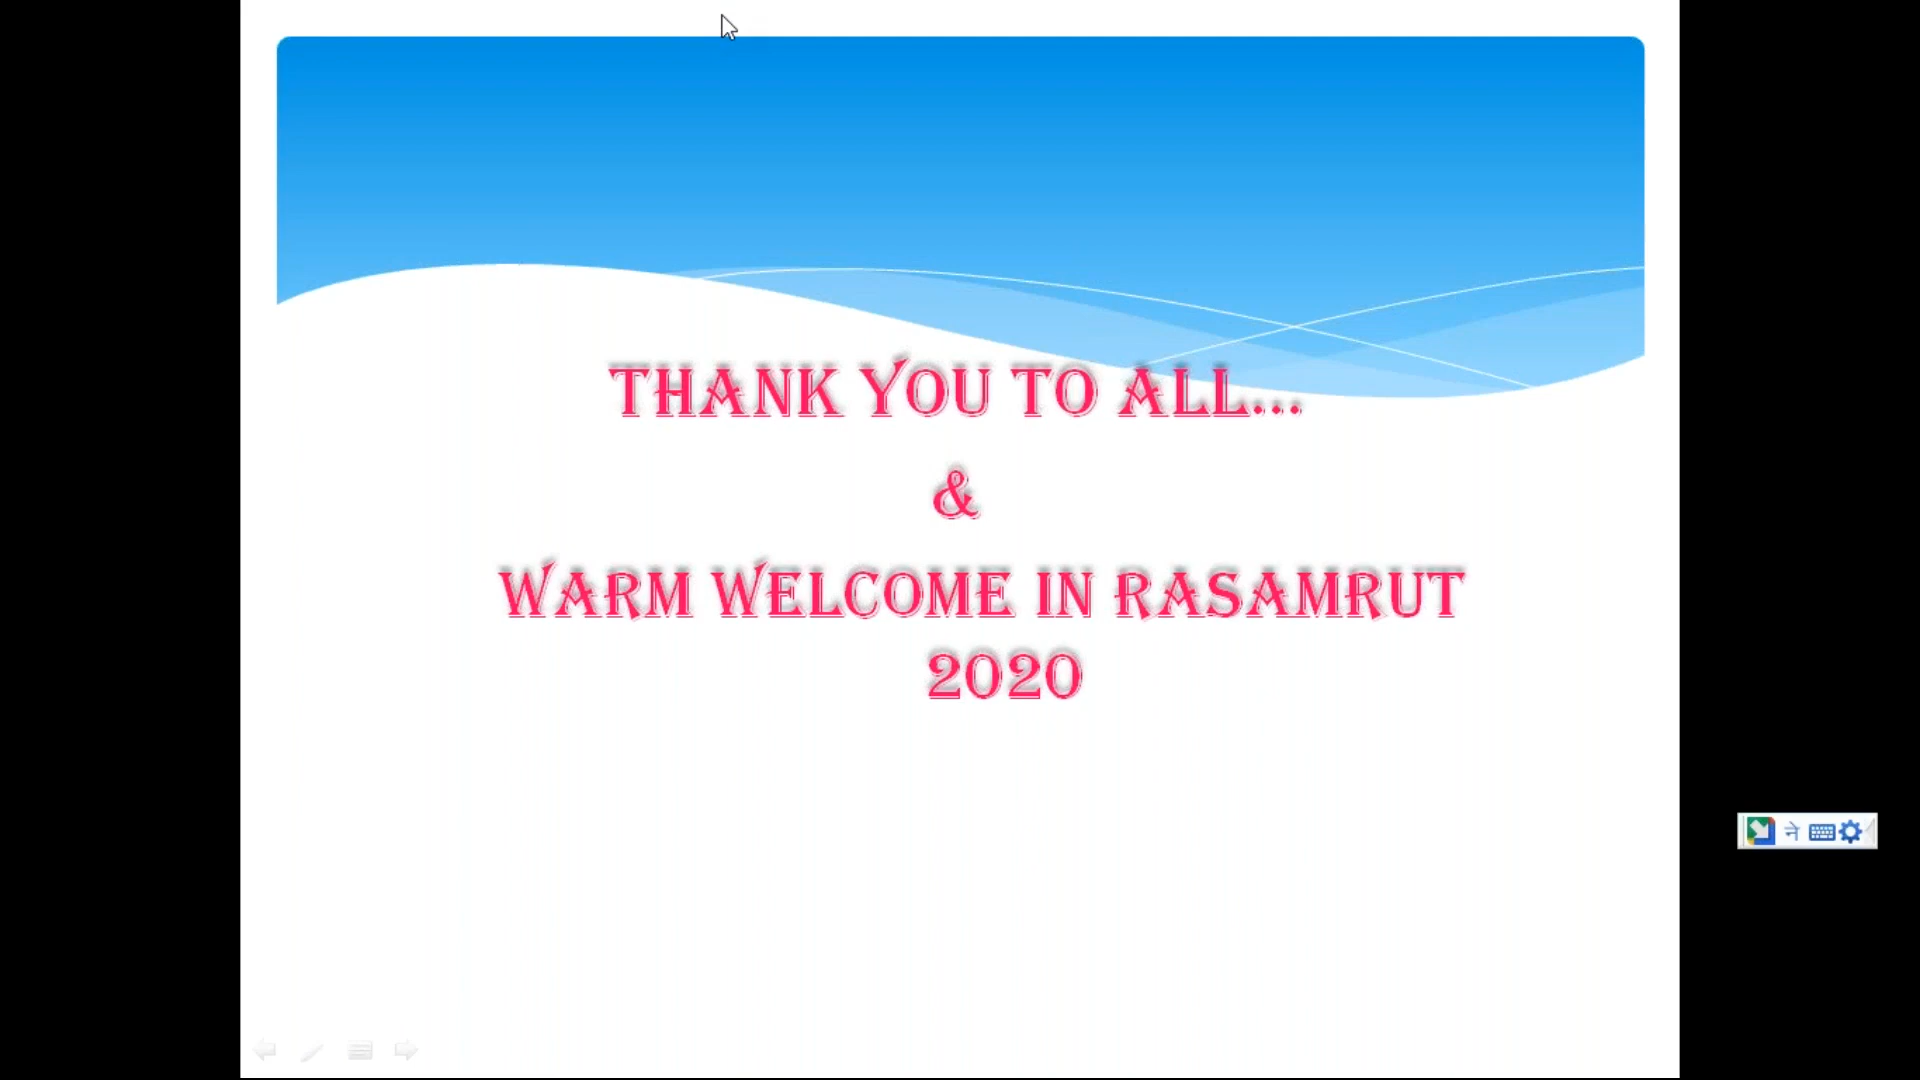 THANK YOU TO ALL...
&
WARM WELCOME IN RASAMRUT
2020
ने